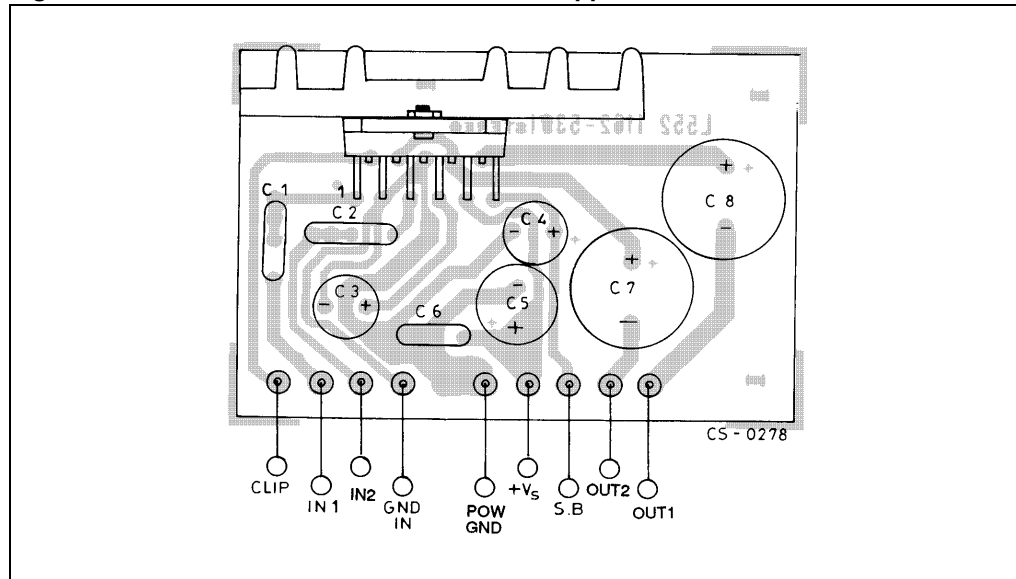 C 1
1
C 2
C 3
C 4
C 5
C 6
C 7
C 8
CS-0278
CLIP
IN 1
IN2
GND
IN
POW
GND
+Vs
S.B
OUT2
OUT1